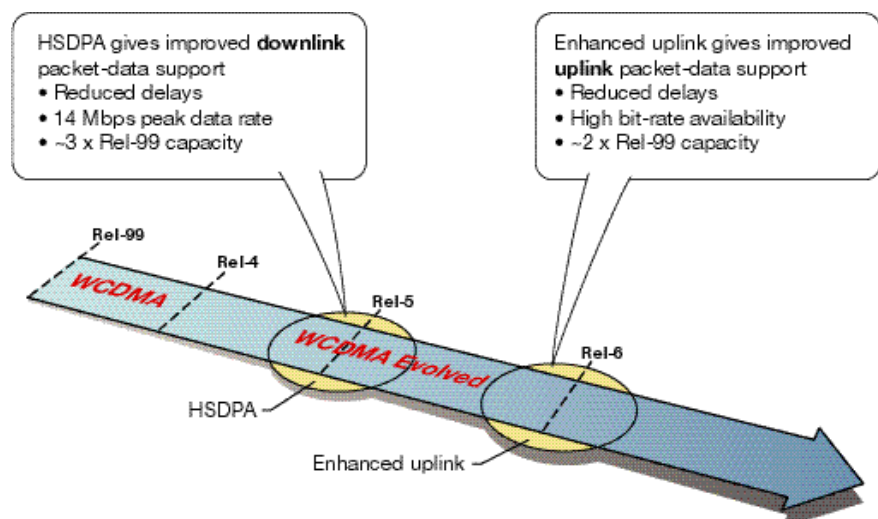 HSDPA gives improved downlink
packet-data support
• Reduced delays
• 14 Mbps peak data rate
• ~3 x Rel-99 capacity
Enhanced uplink gives improved
uplink packet-data support
• Reduced delays
• High bit-rate availability
• ~2 x Rel-99 capacity
Rel-99
Rel-4
Rel-5
Rel-6
WCDMA
WCDMA Evolved
HSDPA
Enhanced uplink